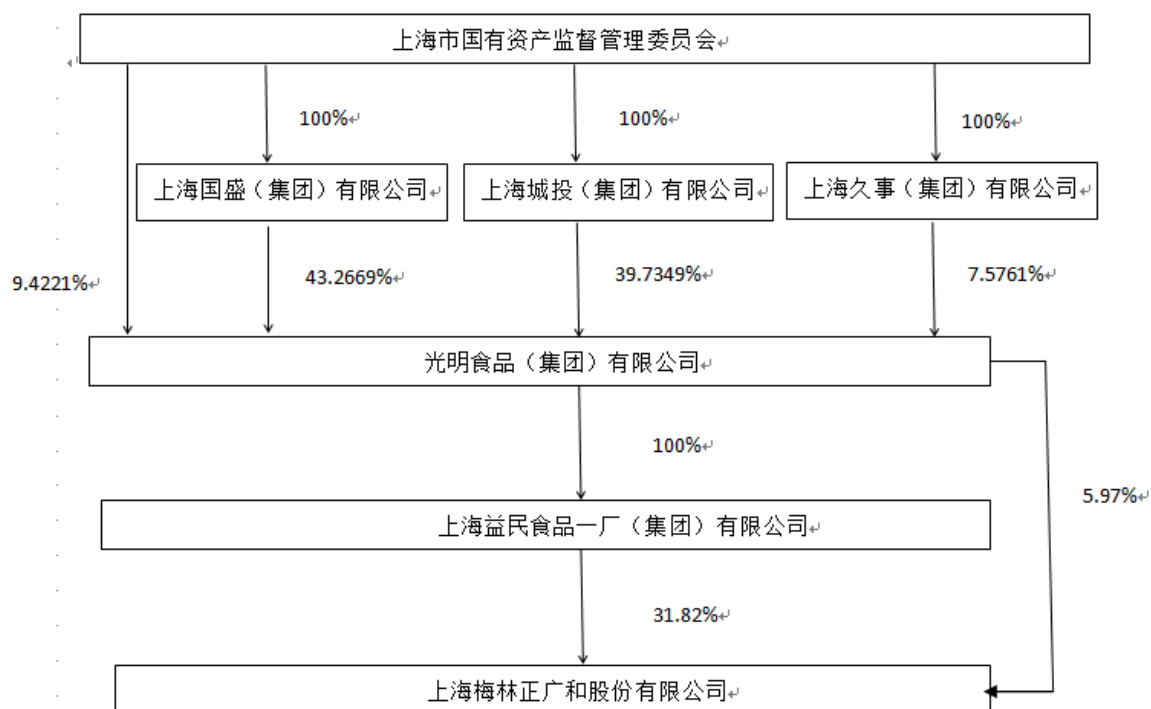 上海市国有资产监督管理委员会
100%
100%
100%
上海国盛（集团）有限公司
上海城投（集团）有限公司
上海久事（集团）有限公司
9.4221%
43.2669%
39.7349%
7.5761%
光明食品（集团）有限公司
100%
5.97%
上海益民食品一厂（集团）有限公司
31.82%
上海梅林正广和股份有限公司